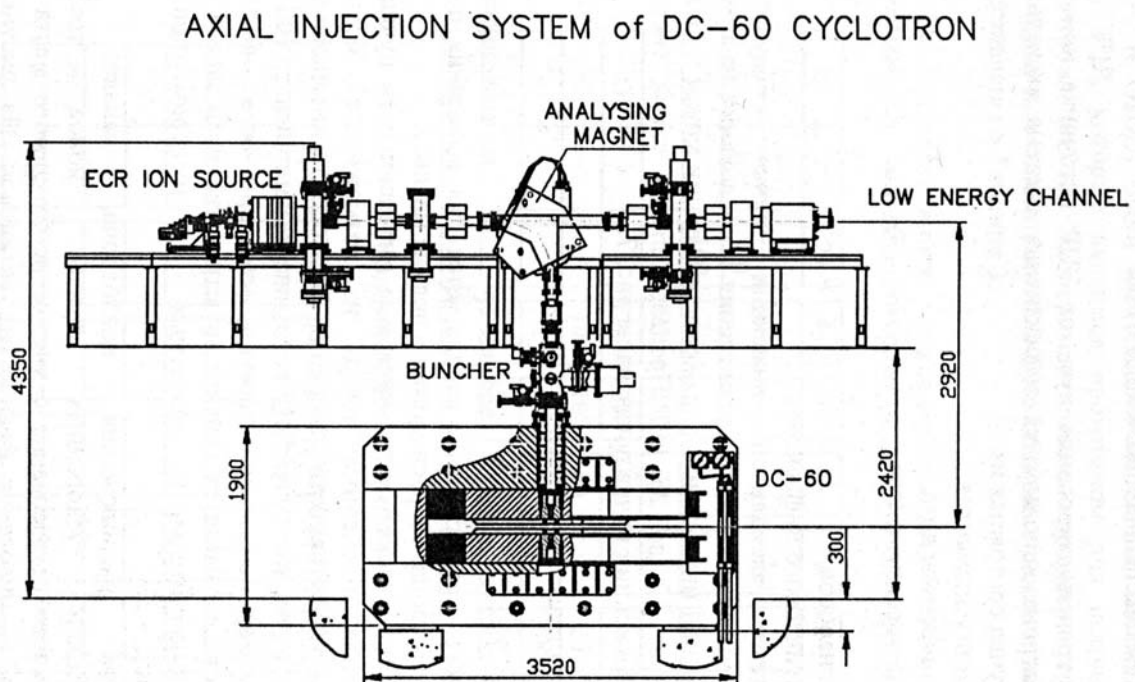 AXIAL INJECTION SYSTEM of DC–60 CYCLOTRON
ANALYSING
MAGNET
ECR ION SOURCE
LOW ENERGY CHANNEL
4350
2920
BUNCHER
2420
1900
DC–60
300
3520